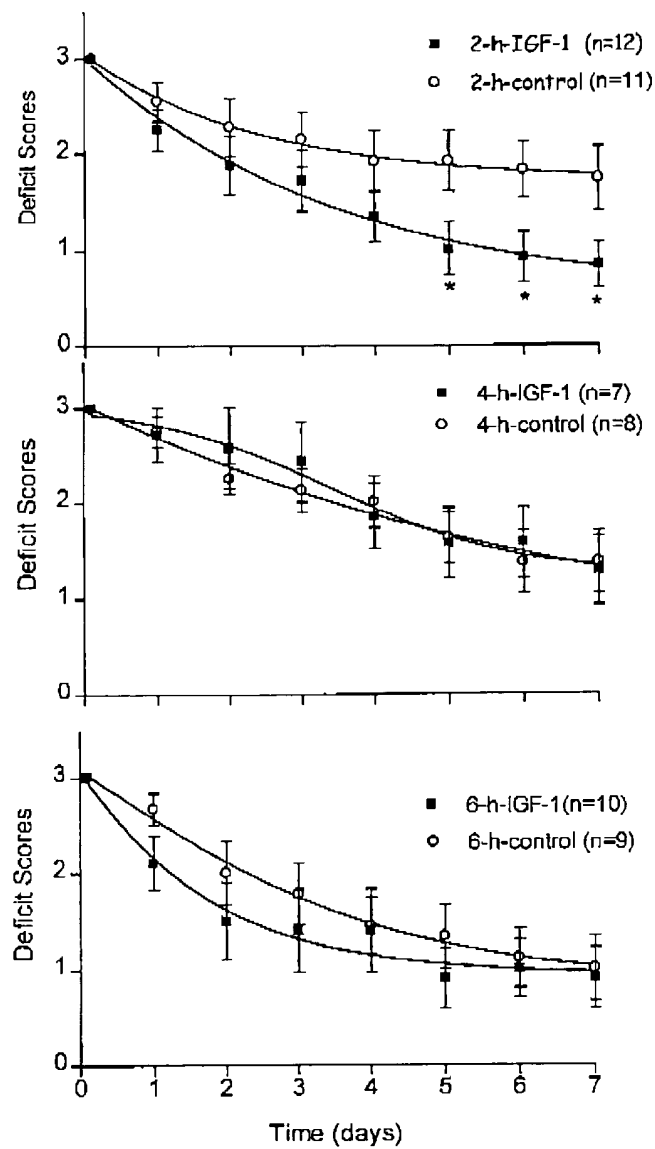 3
2
1
0
Deficit Scores
2-h-IGF-1 (n=12)
2-h-control (n=11)
* * *
3
2
1
0
Deficit Scores
4-h-IGF-1 (n=7)
4-h-control (n=8)
3
2
1
0
Deficit Scores
6-h-IGF-1(n=10)
6-h-control (n=9)
0 1 2 3 4 5 6 7
Time (days)